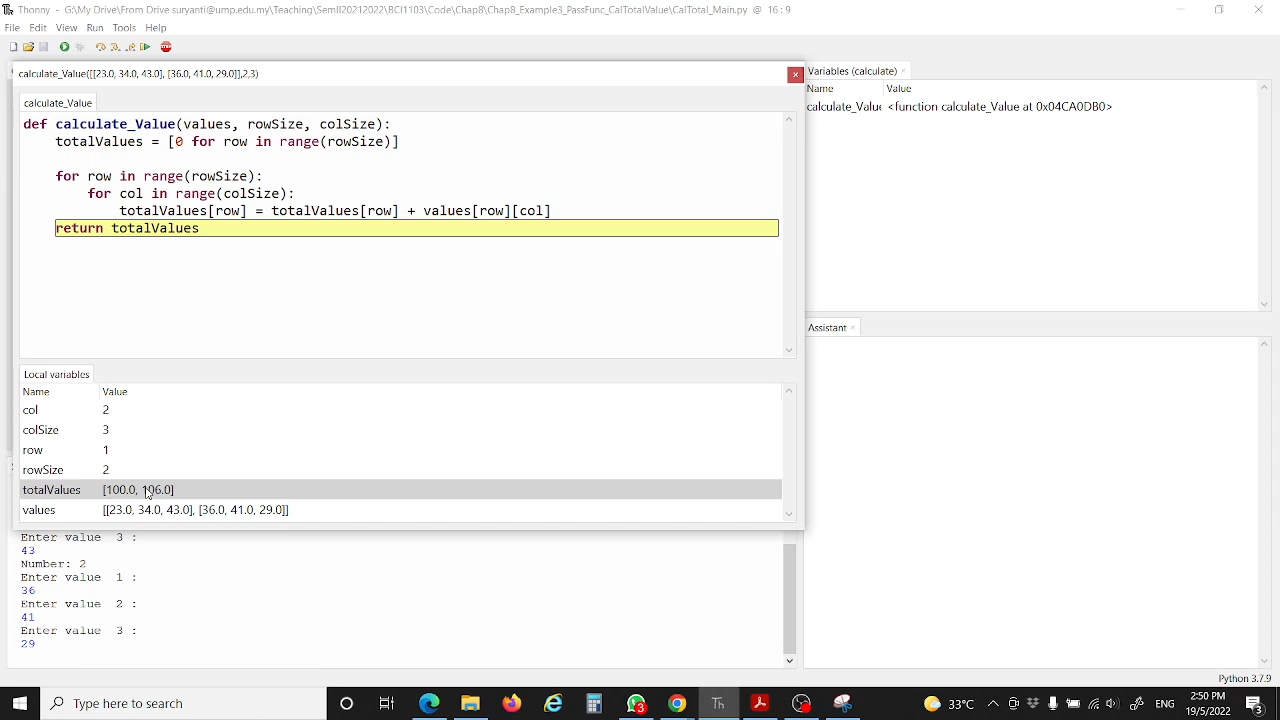 Thonny - G:\My Drive\From Drive suryanti@ump.edu.my\Teaching\SemII20212022\BCI1103\Code\Chap8\Chap8_Example3_PassFunc_CalTotalValue\CalTotal_Main.py @ 16 : 9
File Edit View Run Tools Help
calculate_Value([[23.0, 34.0, 43.0], [36.0, 41.0, 29.0]],2,3)
calculate_Value
def calculate_Value(values, rowSize, colSize):
totalValues = [0 for row in range(rowSize)]
for row in range(rowSize):
for col in range(colSize):
totalValues[row] = totalValues[row] + values[row][col]
return totalValues
Local variables
Name Value
col 2
colSize 3
row 1
rowSize 2
totalValues [100.0, 106.0]
values [[23.0, 34.0, 43.0], [36.0, 41.0, 29.0]]
Enter value 3 :
43
Number: 2
Enter value 1 :
36
Enter value 2 :
41
Enter value 3 :
29
Variables (calculate)
Name Value
calculate_Value <function calculate_Value at 0x04CA0DB0>
Assistant
Python 3.7.9
Type here to search
3
Th
33°C
ENG
2:50 PM
19/5/2022
3